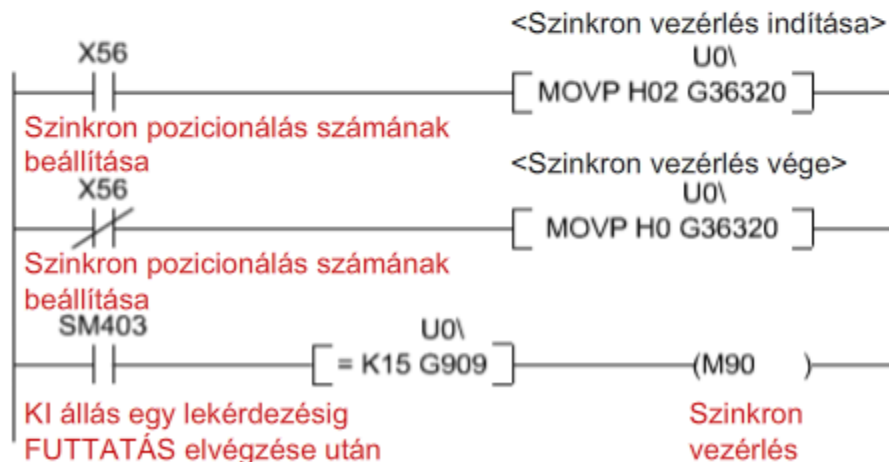 <Szinkron vezérlés indítása>
X56
U0\
MOVP H02 G36320
Szinkron pozicionálás számának
beállítása
<Szinkron vezérlés vége>
X56
U0\
MOVP H0 G36320
Szinkron pozicionálás számának
beállítása
SM403
U0\
= K15 G909
(M90 )
KI állás egy lekérdezésig
FUTTATÁS elvégzése után
Szinkron
vezérlés